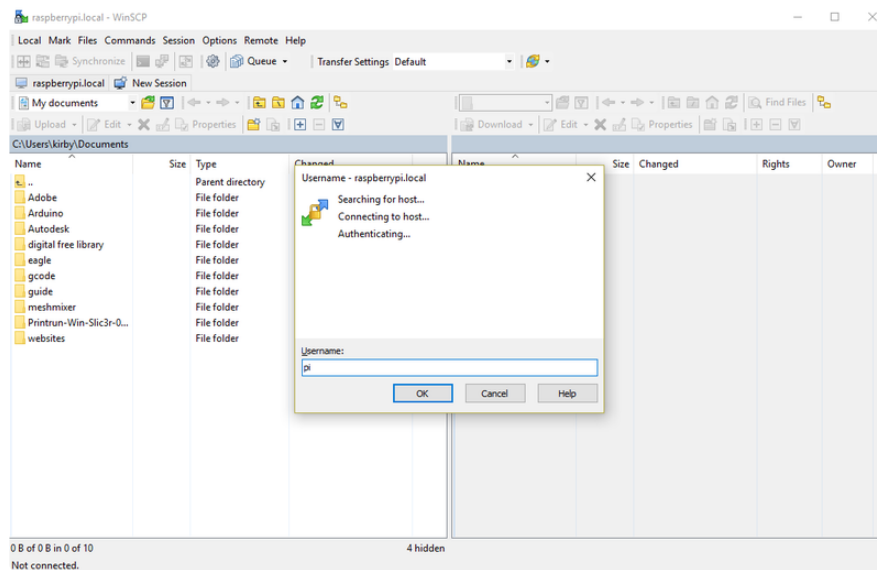 raspberrypi.local - WinSCP
Local Mark Files Commands Session Options Remote Help
Synchronize Queue Transfer Settings Default
raspberrypi.local New Session
My documents Find Files
Upload Edit Properties Download Edit Properties
C:\Users\kirby\Documents
Name Size Type Changed Name Size Changed Rights Owner
.. Parent directory
Adobe File folder
Arduino File folder
Autodesk File folder
digital free library File folder
eagle File folder
gcode File folder
guide File folder
meshmixer File folder
Printrun-Win-Slic3r-0... File folder
websites File folder
Username - raspberrypi.local
Searching for host...
Connecting to host...
Authenticating...
Username:
pi
OK Cancel Help
0 B of 0 B in 0 of 10 4 hidden
Not connected.